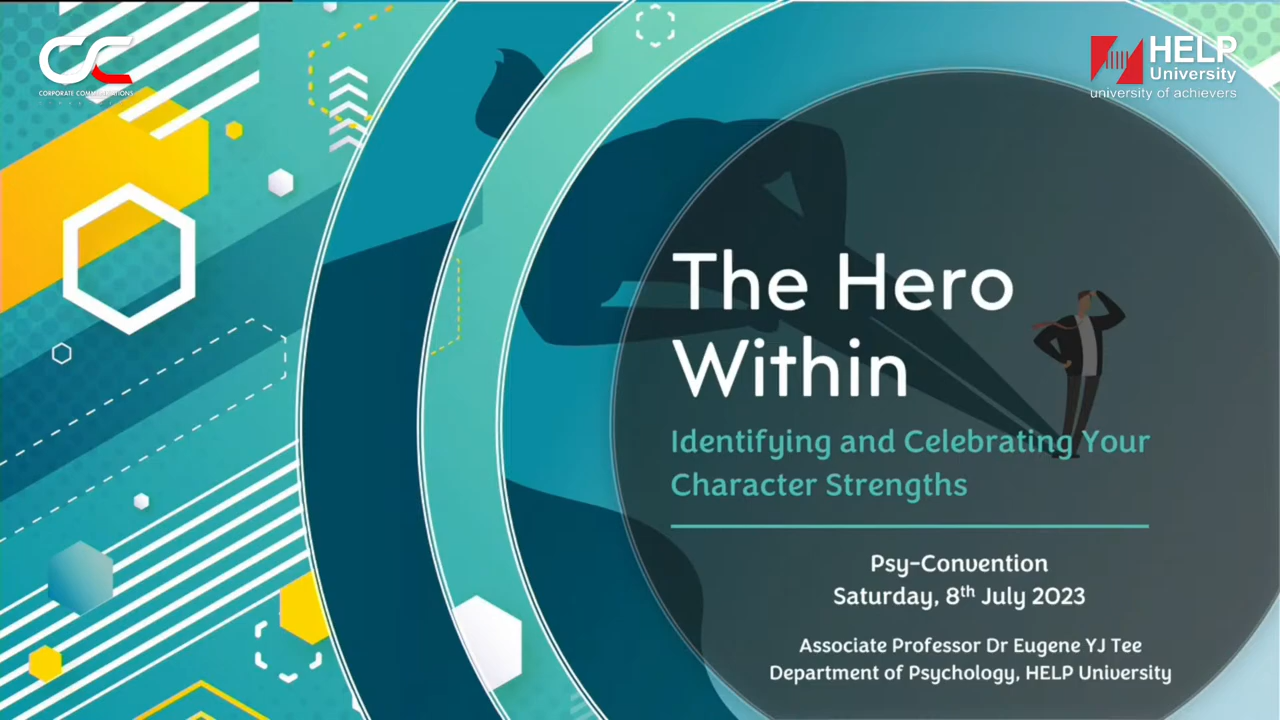 CC
CORPORATE COMMUNICATIONS
HELP
University
university of achievers
The Hero
Within
Identifying and Celebrating Your
Character Strengths
Psy-Convention
Saturday, 8th July 2023
Associate Professor Dr Eugene YJ Tee
Department of Psychology, HELP University